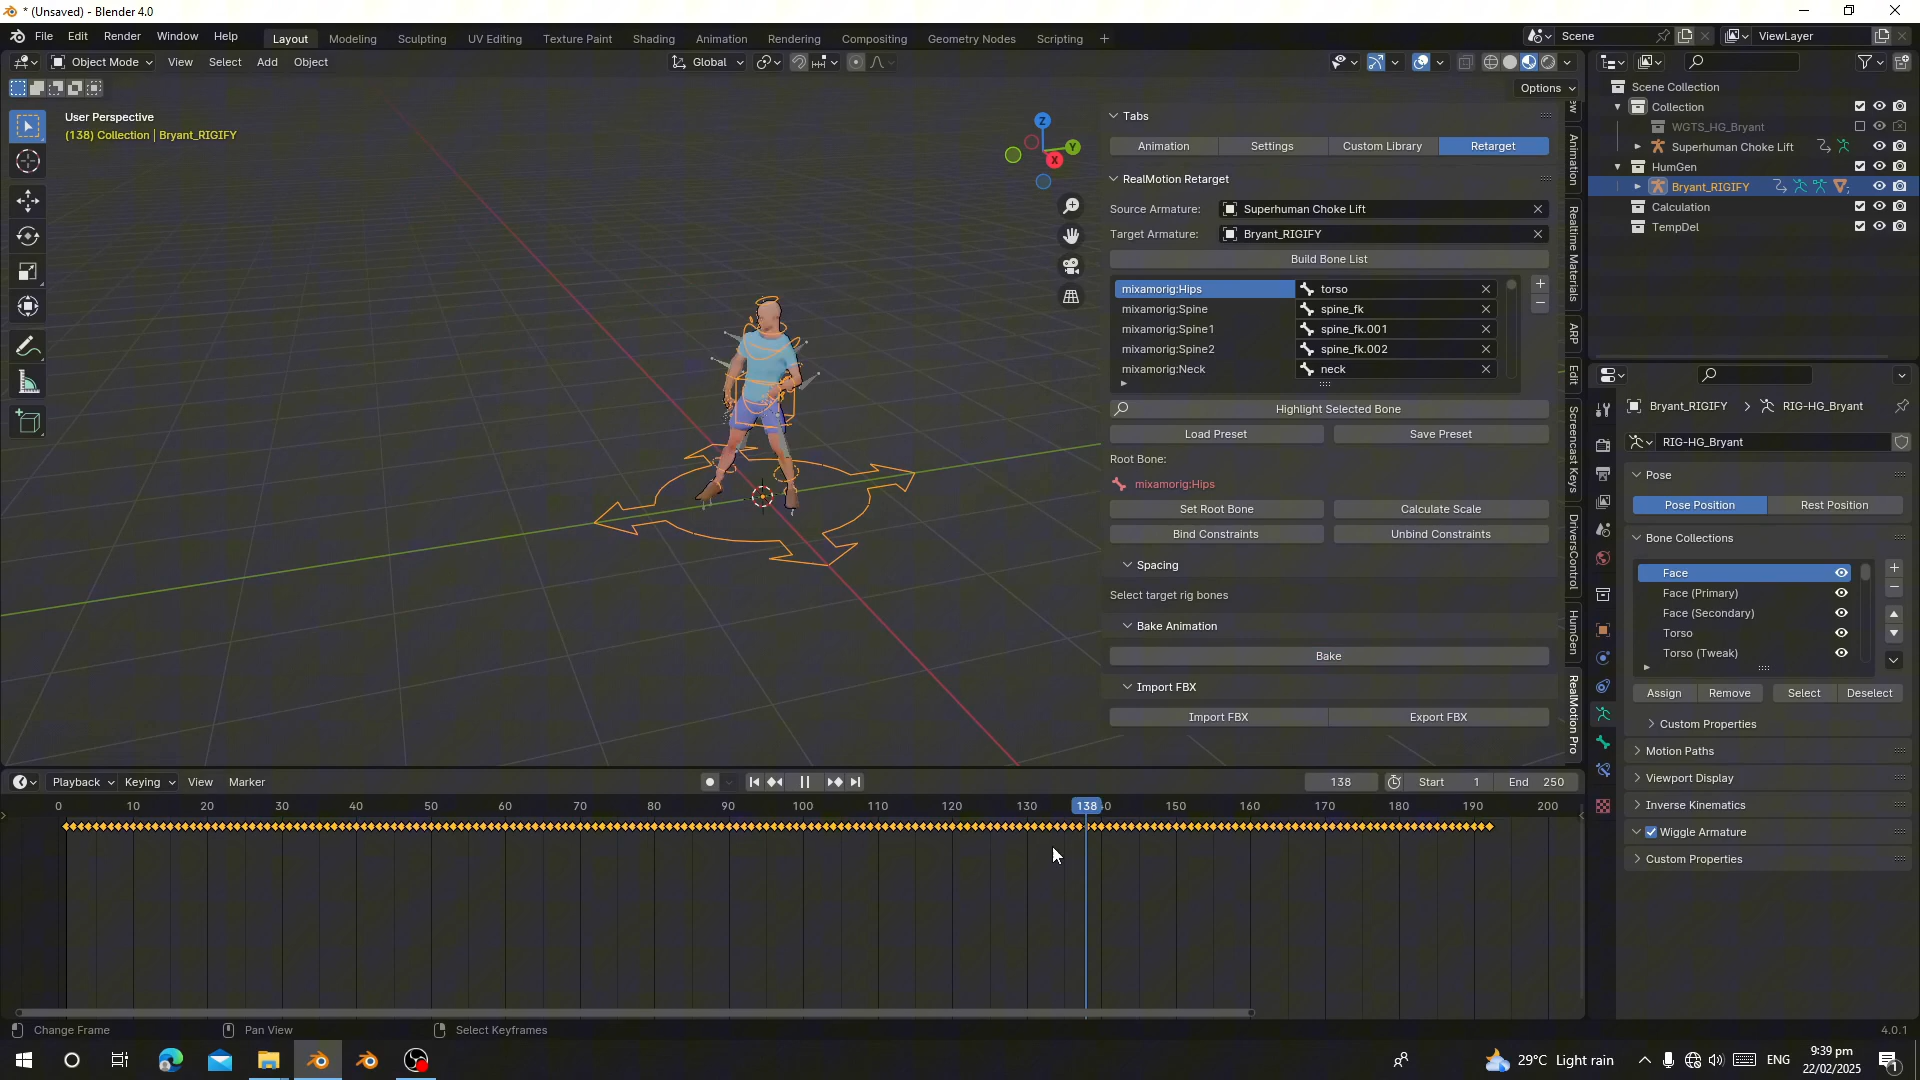 * (Unsaved) - Blender 4.0
File Edit Render Window Help
Layout Modeling Sculpting UV Editing Texture Paint Shading Animation Rendering Compositing Geometry Nodes Scripting +
Scene
ViewLayer
Object Mode View Select Add Object
Global
Options
User Perspective
(138) Collection | Bryant_RIGIFY
Z
Y
X
Tabs
Animation Settings Custom Library Retarget
RealMotion Retarget
Source Armature: Superhuman Choke Lift
Target Armature: Bryant_RIGIFY
Build Bone List
mixamorig:Hips torso
mixamorig:Spine spine_fk
mixamorig:Spine1 spine_fk.001
mixamorig:Spine2 spine_fk.002
mixamorig:Neck neck
Highlight Selected Bone
Load Preset Save Preset
Root Bone:
mixamorig:Hips
Set Root Bone Calculate Scale
Bind Constraints Unbind Constraints
Spacing
Select target rig bones
Bake Animation
Bake
Import FBX
Import FBX Export FBX
Animation
Realtime Materials
ARP
Edit
Screencast Keys
DriversControl
HumGen
RealMotion Pro
Scene Collection
Collection
WGTS_HG_Bryant
Superhuman Choke Lift
HumGen
Bryant_RIGIFY
Calculation
TempDel
Bryant_RIGIFY > RIG-HG_Bryant
RIG-HG_Bryant
Pose
Pose Position Rest Position
Bone Collections
Face
Face (Primary)
Face (Secondary)
Torso
Torso (Tweak)
Assign Remove Select Deselect
Custom Properties
Motion Paths
Viewport Display
Inverse Kinematics
Wiggle Armature
Custom Properties
Playback Keying View Marker
138 Start 1 End 250
0 10 20 30 40 50 60 70 80 90 100 110 120 130 138 150 160 170 180 190 200
Change Frame Pan View Select Keyframes
4.0.1
29°C Light rain
ENG
9:39 pm
22/02/2025
1